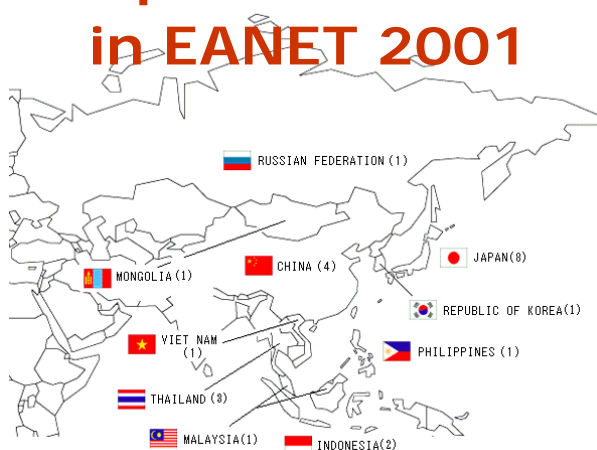 in EANET 2001
RUSSIAN FEDERATION(1)
JAPAN(8)
CHINA(4)
MONGOLIA(1)
REPUBLIC OF KOREA(1)
VIET NAM
(1)
PHILIPPINES (1)
THAILAND(3)
MALAYSIA(1)
INDONESIA(2)